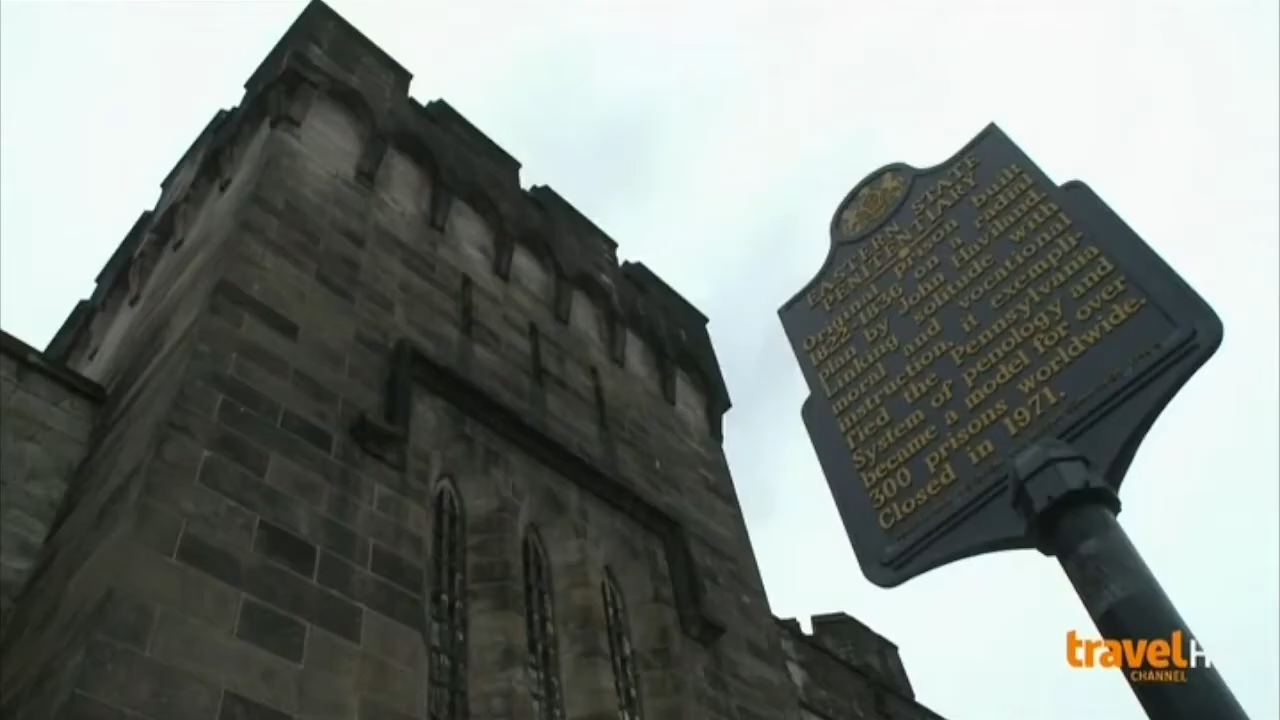 EASTERN STATE
PENITENTIARY
Original prison built
1822-1836 on a radial
plan by John Haviland.
Linking solitude with
moral and vocational
instruction, it exempli-
fied the Pennsylvania
System of penology and
became a model for over
300 prisons worldwide.
Closed in 1971.
travel H
CHANNEL